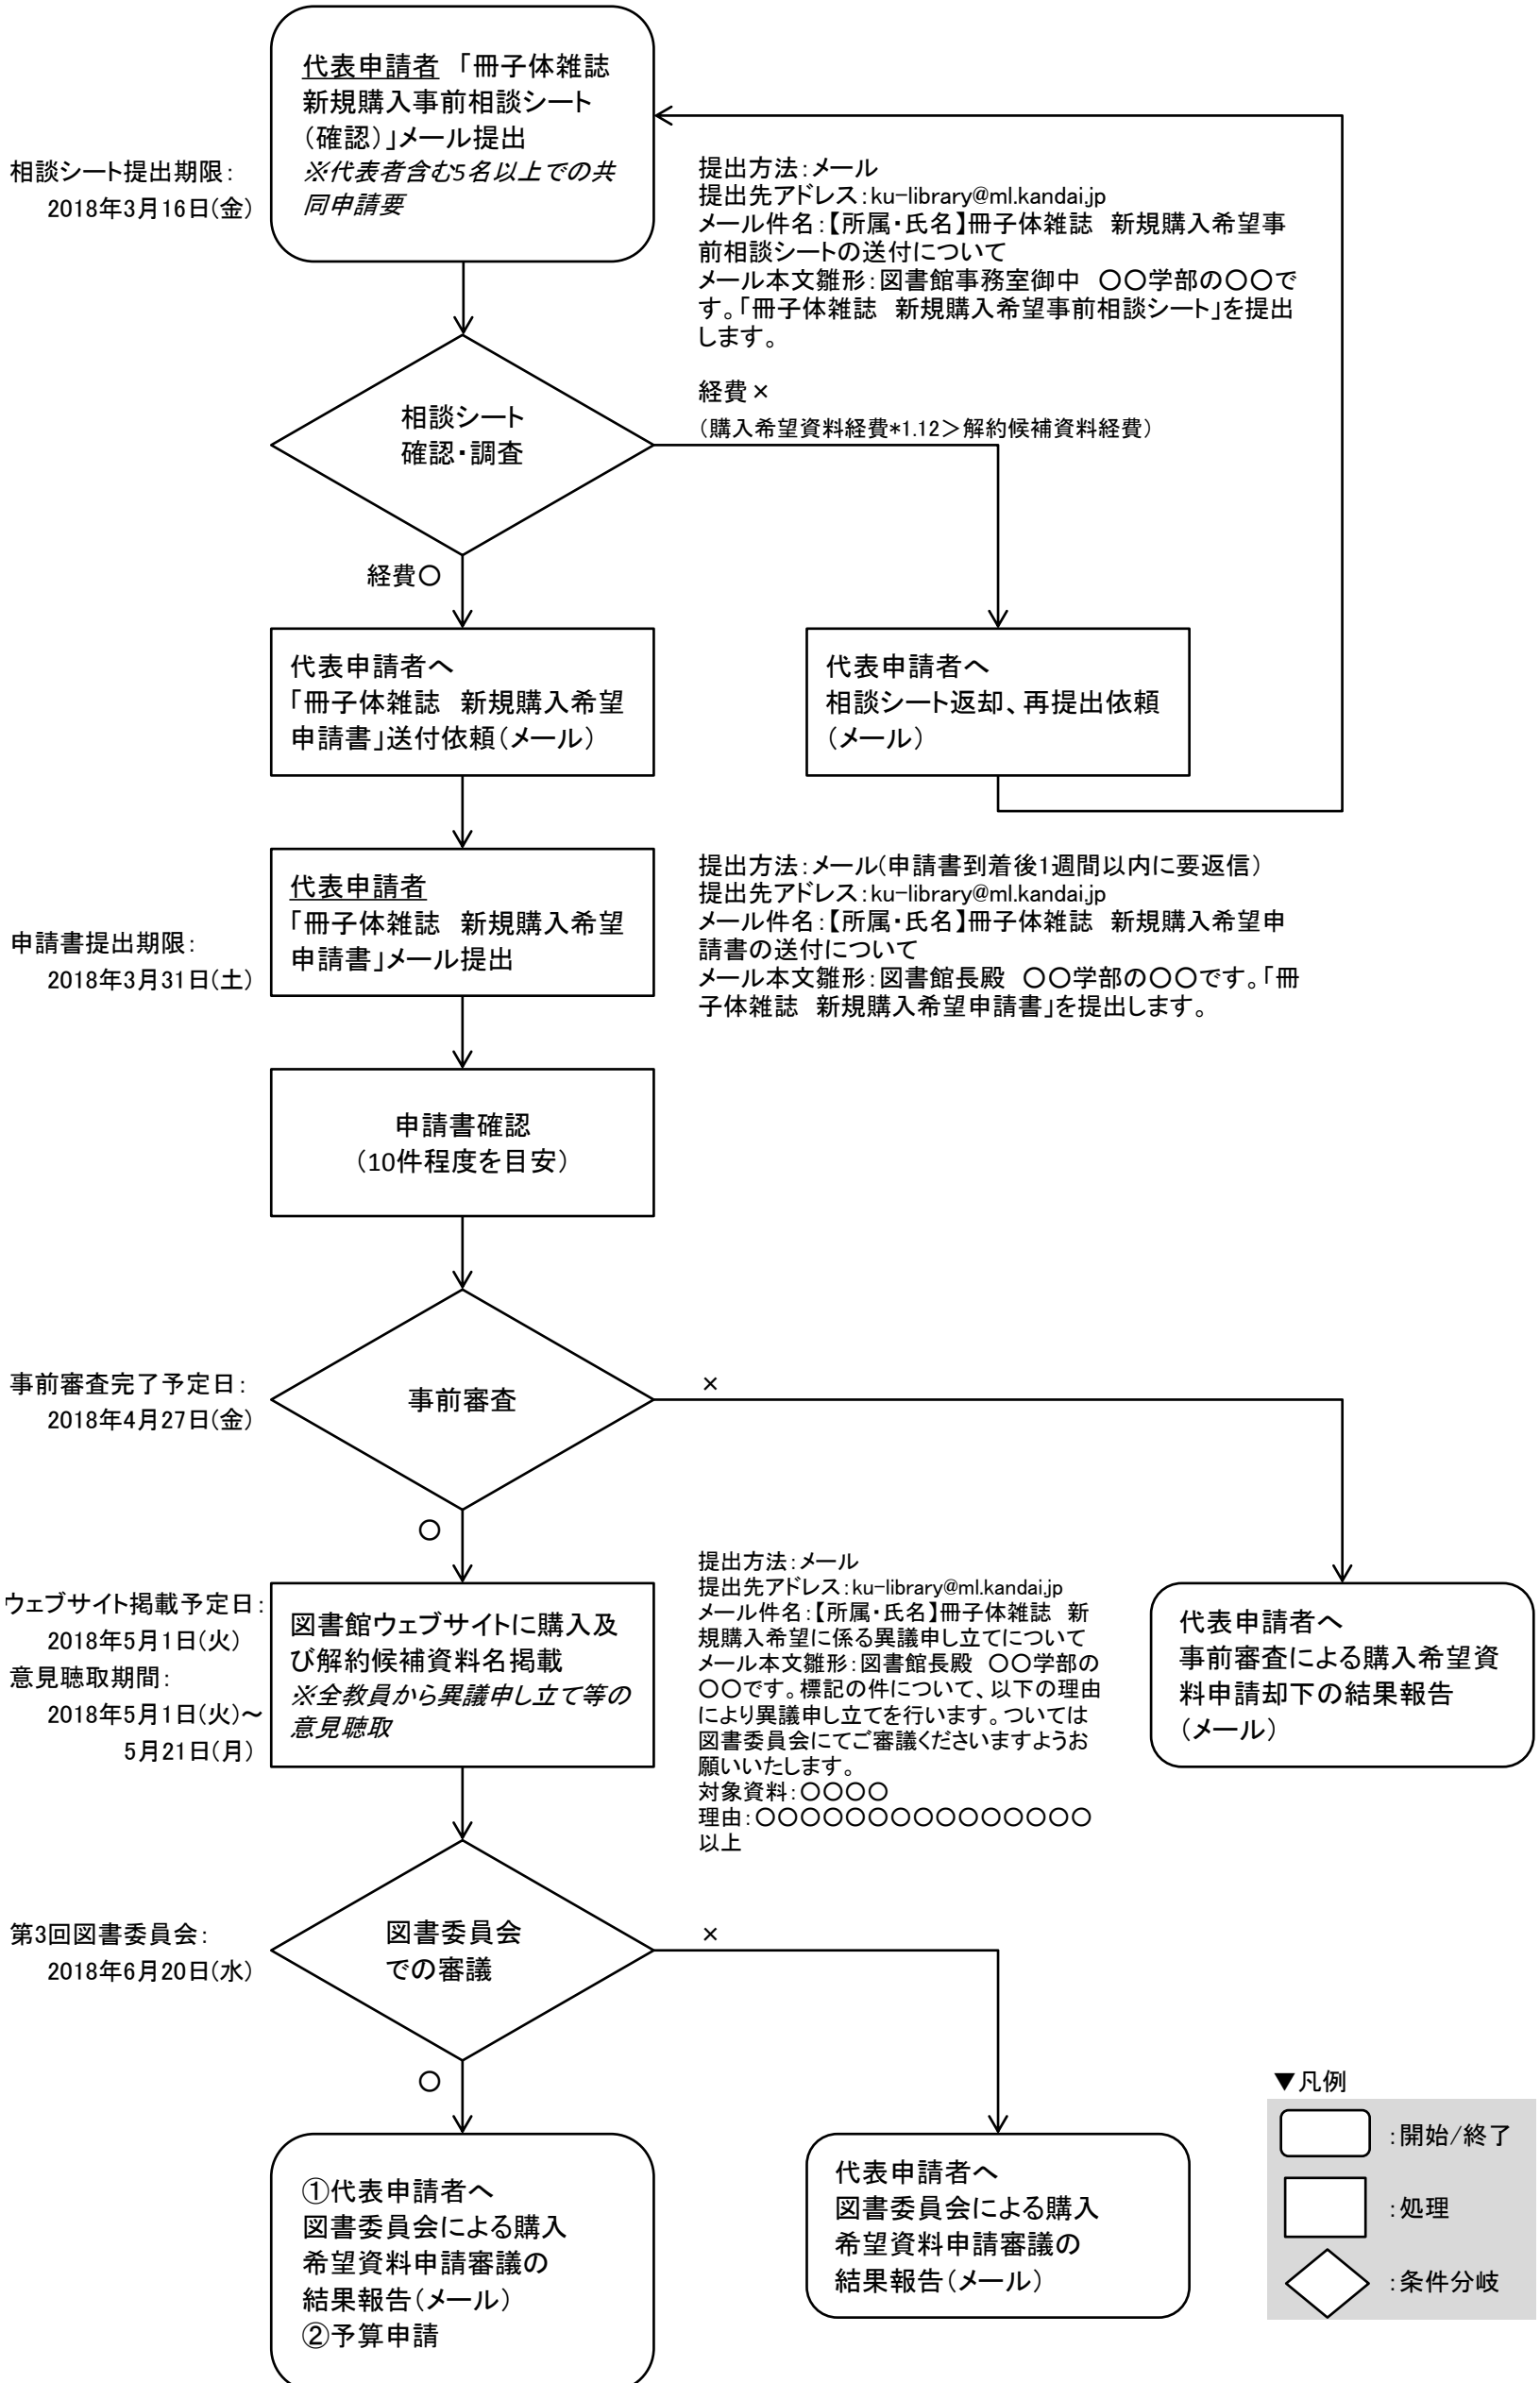 代表申請者　「冊子体雑誌
新規購入事前相談シート
（確認）」メール提出
※代表者含む5名以上での共
同申請要
相談シート提出期限：
2018年3月16日(金)
提出方法：メール
提出先アドレス：ku-library@ml.kandai.jp
メール件名：【所属・氏名】冊子体雑誌　新規購入希望事
前相談シートの送付について
メール本文雛形：図書館事務室御中　〇〇学部の〇〇で
す。「冊子体雑誌　新規購入希望事前相談シート」を提出
します。
経費×
（購入希望資料経費*1.12＞解約候補資料経費）
相談シート
確認・調査
経費〇
代表申請者へ
「冊子体雑誌　新規購入希望
申請書」送付依頼（メール）
代表申請者へ
相談シート返却、再提出依頼
（メール）
代表申請者
「冊子体雑誌　新規購入希望
申請書」メール提出
申請書提出期限：
2018年3月31日(土)
提出方法：メール(申請書到着後1週間以内に要返信）
提出先アドレス：ku-library@ml.kandai.jp
メール件名：【所属・氏名】冊子体雑誌　新規購入希望申
請書の送付について
メール本文雛形：図書館長殿　〇〇学部の〇〇です。「冊
子体雑誌　新規購入希望申請書」を提出します。
申請書確認
（10件程度を目安）
事前審査完了予定日：
2018年4月27日(金)
事前審査
×
〇
ウェブサイト掲載予定日：
2018年5月1日(火)
意見聴取期間：
2018年5月1日(火)～
5月21日(月)
図書館ウェブサイトに購入及
び解約候補資料名掲載
※全教員から異議申し立て等の
意見聴取
提出方法：メール
提出先アドレス：ku-library@ml.kandai.jp
メール件名：【所属・氏名】冊子体雑誌　新
規購入希望に係る異議申し立てについて
メール本文雛形：図書館長殿　〇〇学部の
〇〇です。標記の件について、以下の理由
により異議申し立てを行います。ついては
図書委員会にてご審議くださいますようお
願いいたします。
対象資料：〇〇〇〇
理由：〇〇〇〇〇〇〇〇〇〇〇〇〇〇〇
以上
代表申請者へ
事前審査による購入希望資
料申請却下の結果報告
（メール）
第3回図書委員会：
2018年6月20日(水)
図書委員会
での審議
×
〇
①代表申請者へ
図書委員会による購入
希望資料申請審議の
結果報告（メール）
②予算申請
代表申請者へ
図書委員会による購入
希望資料申請審議の
結果報告（メール）
▼凡例
：開始/終了
：処理
：条件分岐